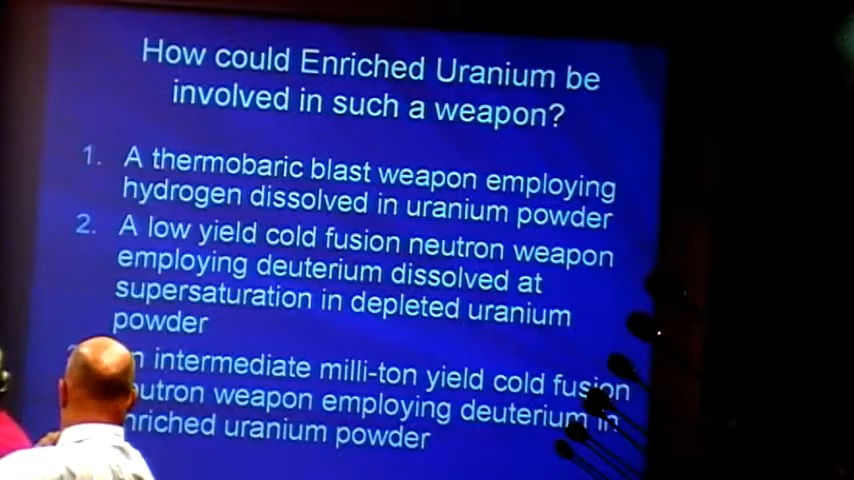 How could Enriched Uranium be
involved in such a weapon?
1. A thermobaric blast weapon employing
hydrogen dissolved in uranium powder
2. A low yield cold fusion neutron weapon
employing deuterium dissolved at
supersaturation in depleted uranium
powder
intermediate milli-ton yield cold fusion
weapon employing deuterium in
uranium powder